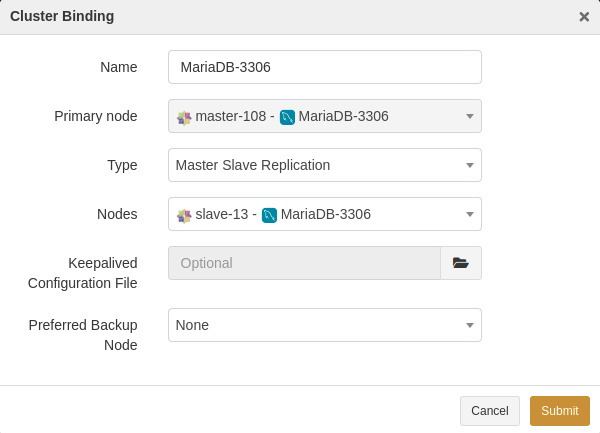 Cluster Binding
Name
MariaDB-3306
Primary node
master-108 - MariaDB-3306
Type
Master Slave Replication
Nodes
slave-13 - MariaDB-3306
Keepalived
Configuration File
Optional
Preferred Backup
Node
None
Cancel
Submit